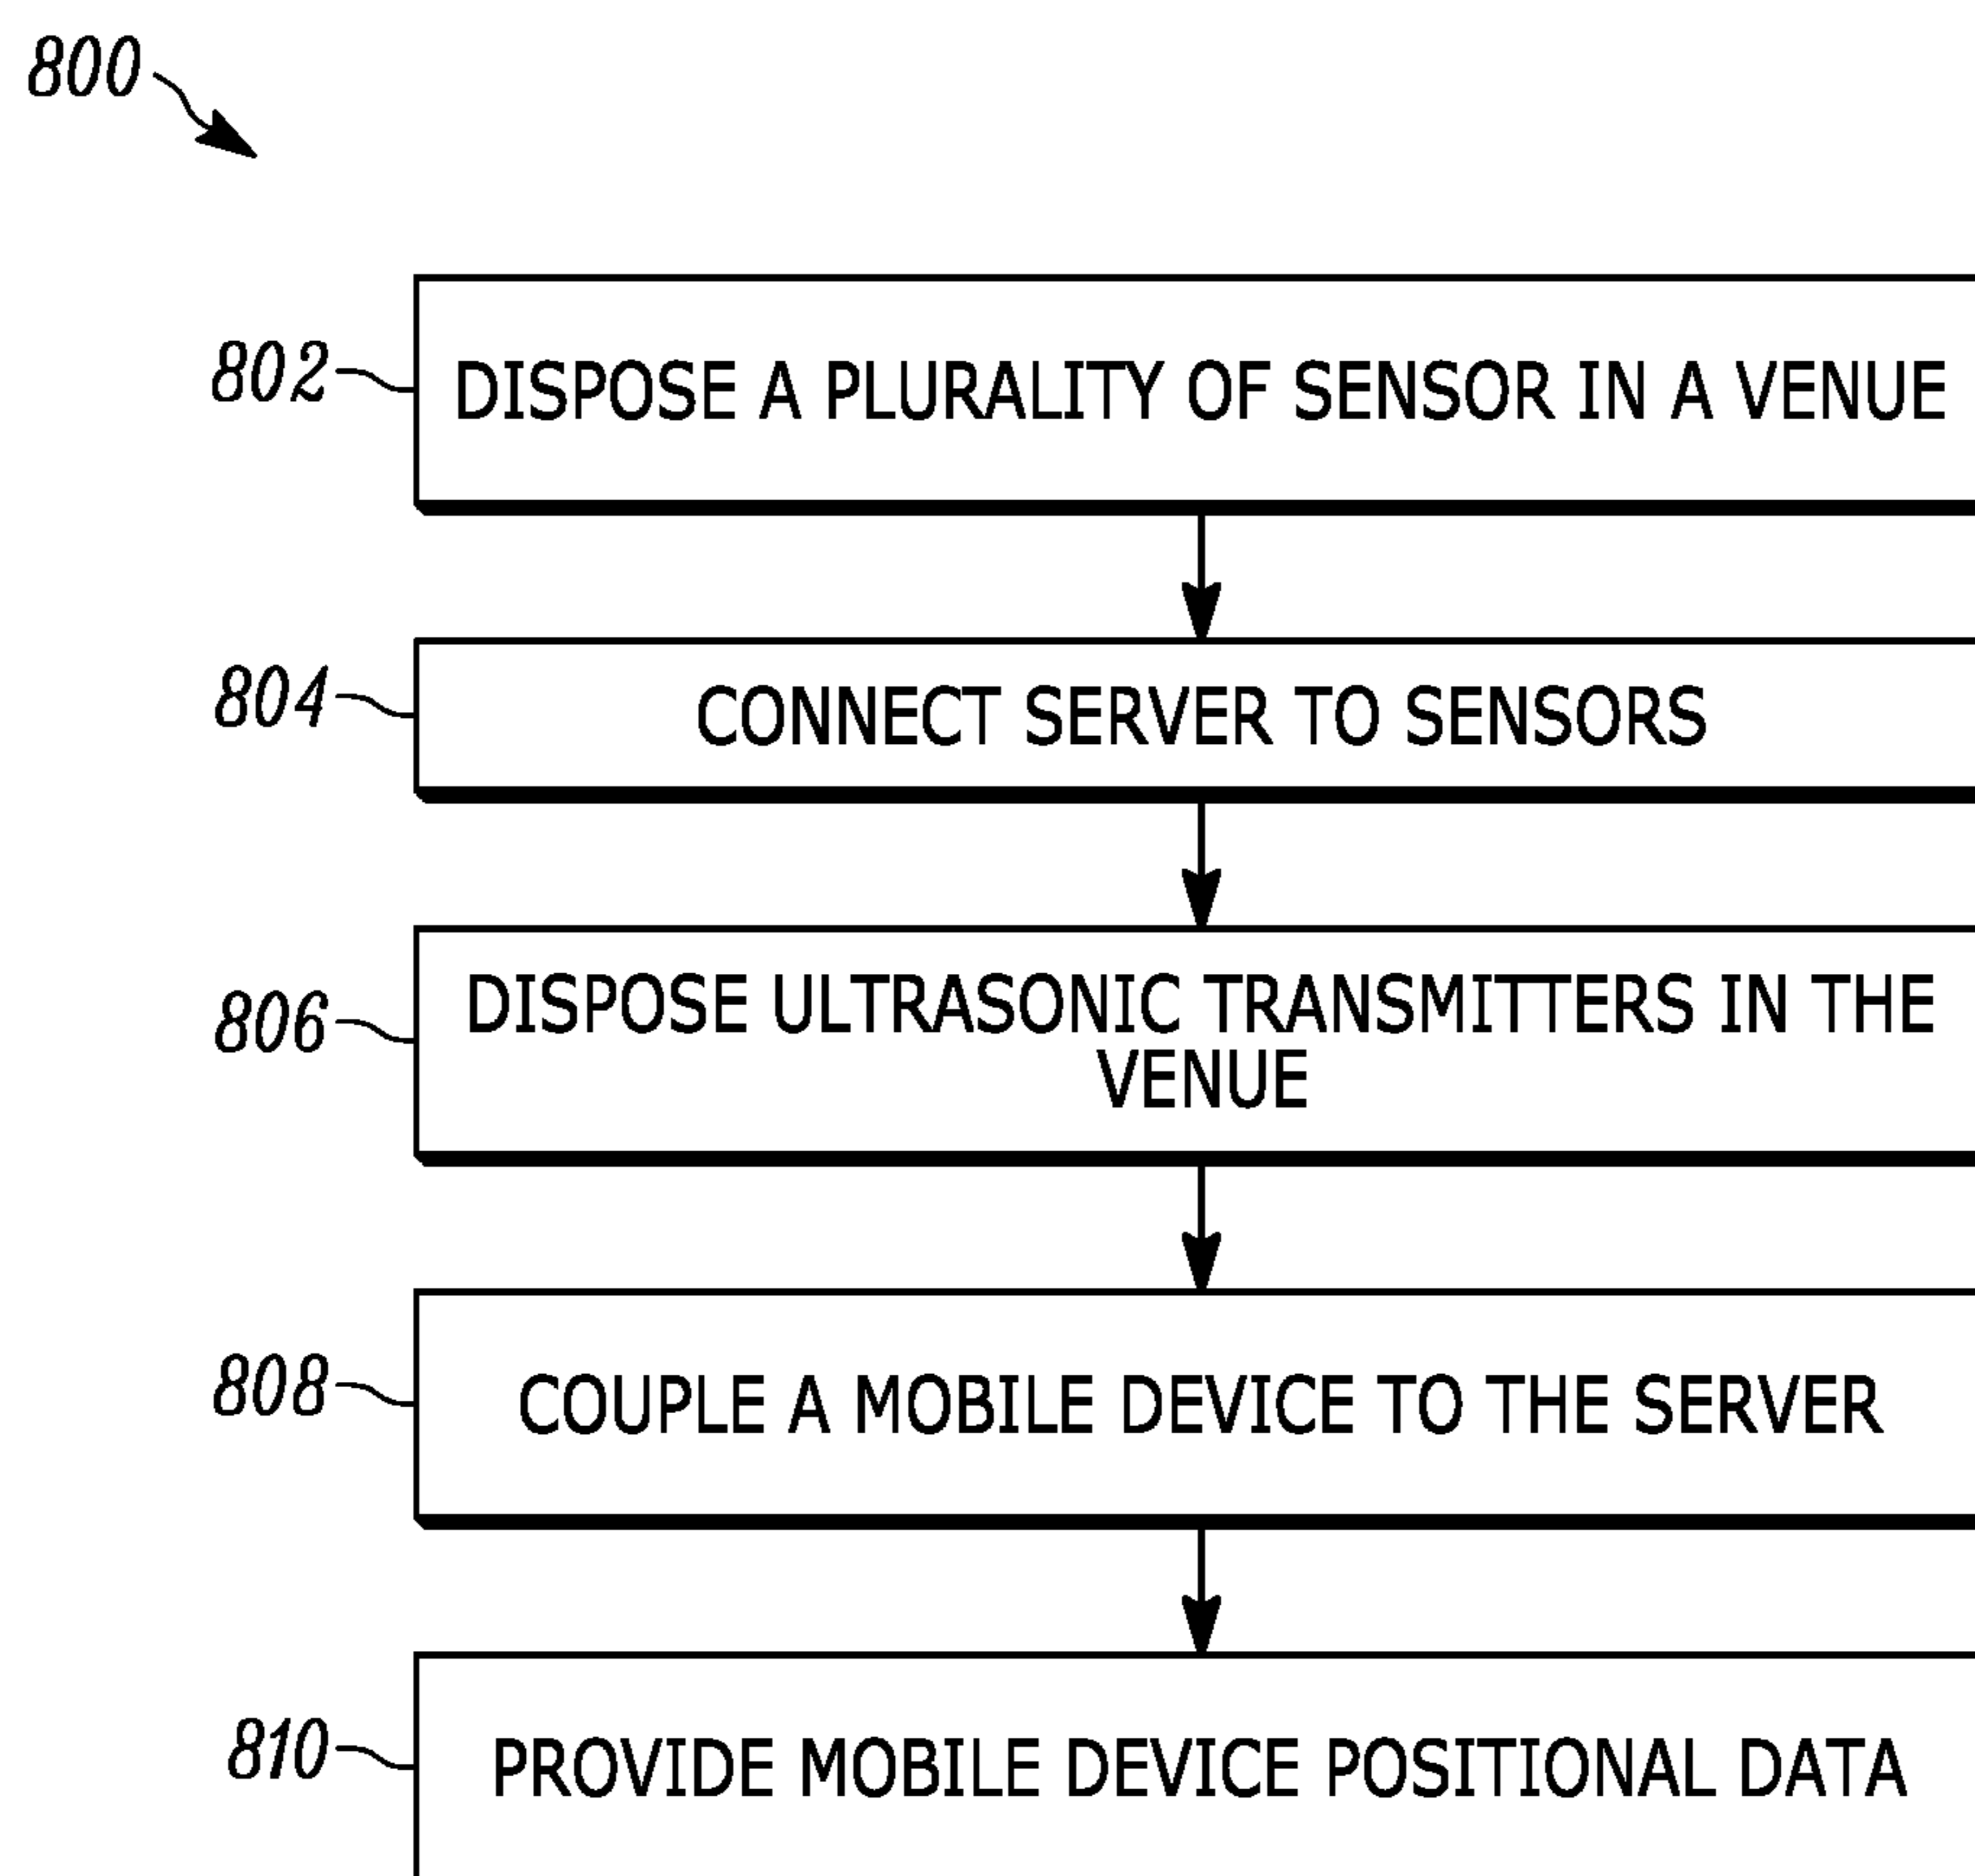 800
802
DISPOSE A PLURALITY OF SENSOR IN A VENUE
804
CONNECT SERVER TO SENSORS
806
DISPOSE ULTRASONIC TRANSMITTERS IN THE
VENUE
808
COUPLE A MOBILE DEVICE TO THE SERVER
810
PROVIDE MOBILE DEVICE POSITIONAL DATA